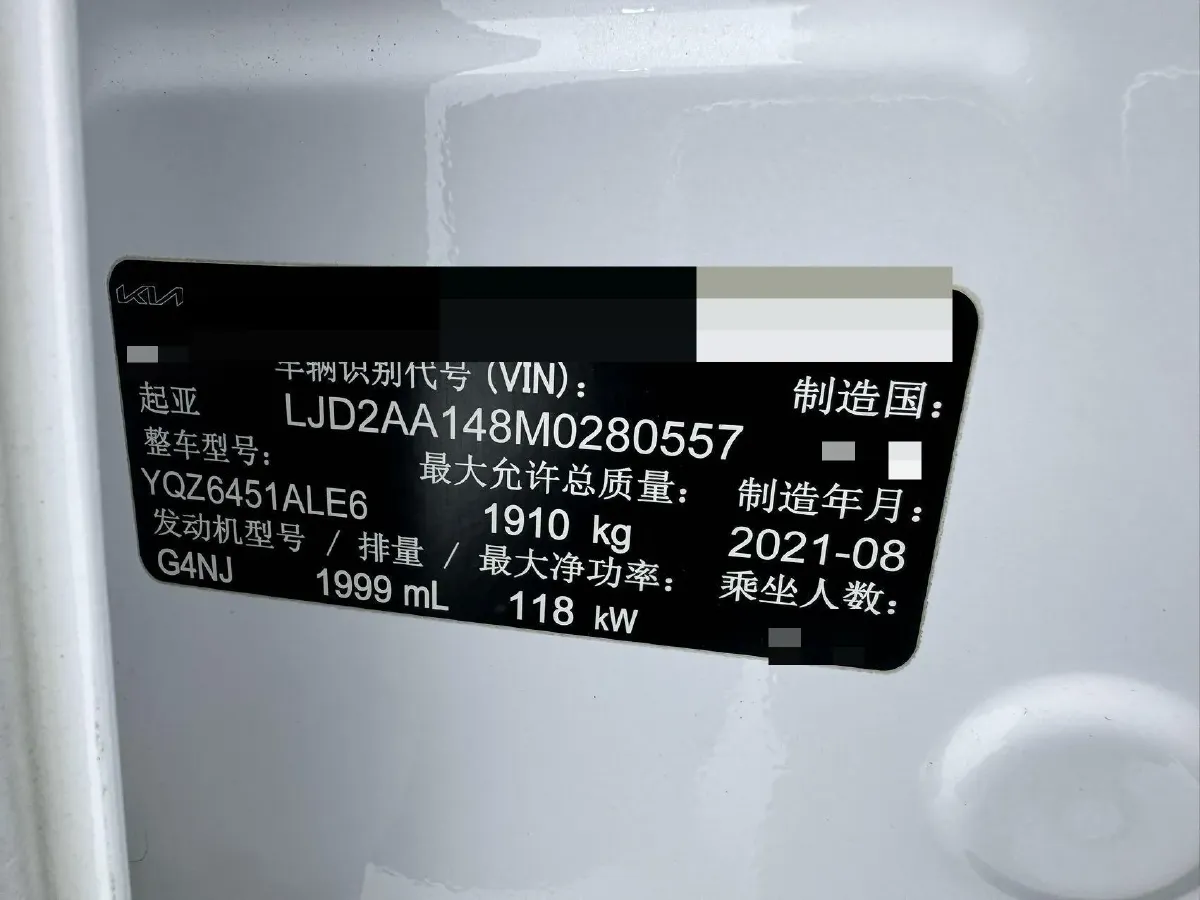 KIA
车辆识别代号 (VIN):
制造国:
起亚
LJD2AA148M0280557
整车型号:
最大允许总质量:
制造年月:
YQZ6451ALE6
1910 kg
2021-08
发动机型号 / 排量 / 最大净功率:
乘坐人数:
G4NJ
1999 mL
118 kW